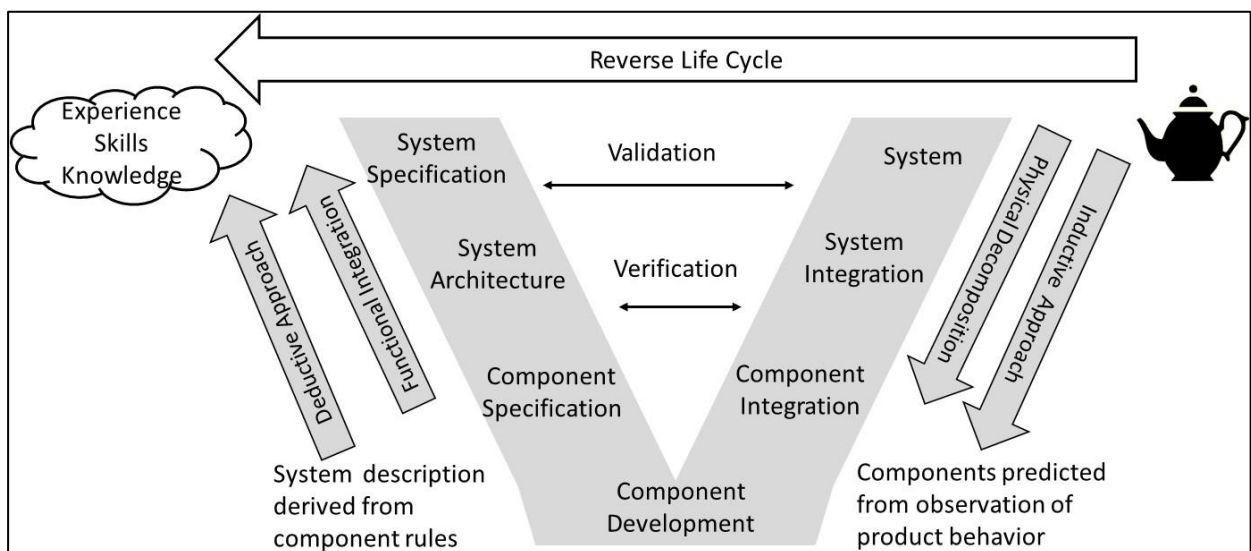 Reverse Life Cycle
Experience
Skills
Knowledge
System
Specification
Validation
System
System
Architecture
Verification
System
Integration
Component
Specification
Component
Integration
Component
Development
Deductive Approach
Functional Integration
Physical Decomposition
Inductive Approach
System description
derived from
component rules
Components predicted
from observation of
product behavior